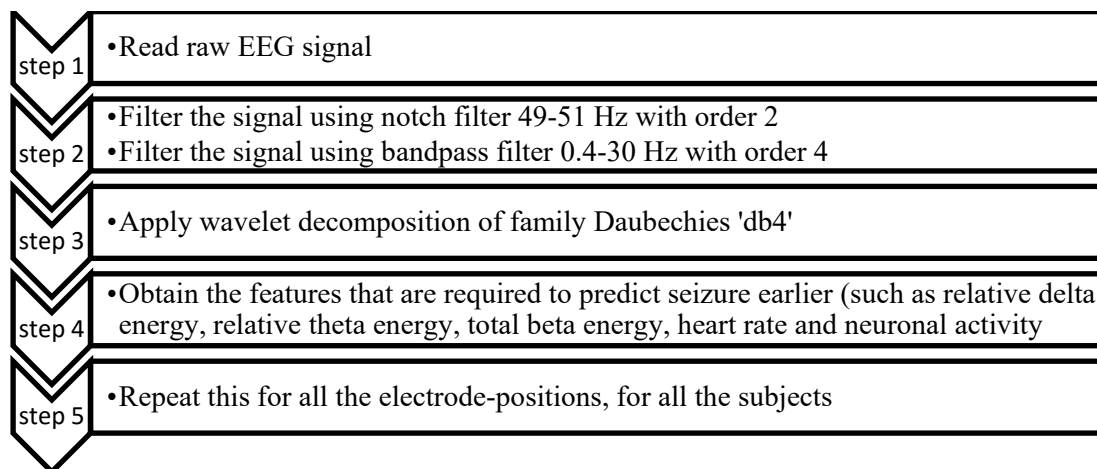 step 1
•Read raw EEG signal
step 2
•Filter the signal using notch filter 49-51 Hz with order 2
•Filter the signal using bandpass filter 0.4-30 Hz with order 4
step 3
•Apply wavelet decomposition of family Daubechies 'db4'
step 4
•Obtain the features that are required to predict seizure earlier (such as relative delta
energy, relative theta energy, total beta energy, heart rate and neuronal activity
step 5
•Repeat this for all the electrode-positions, for all the subjects